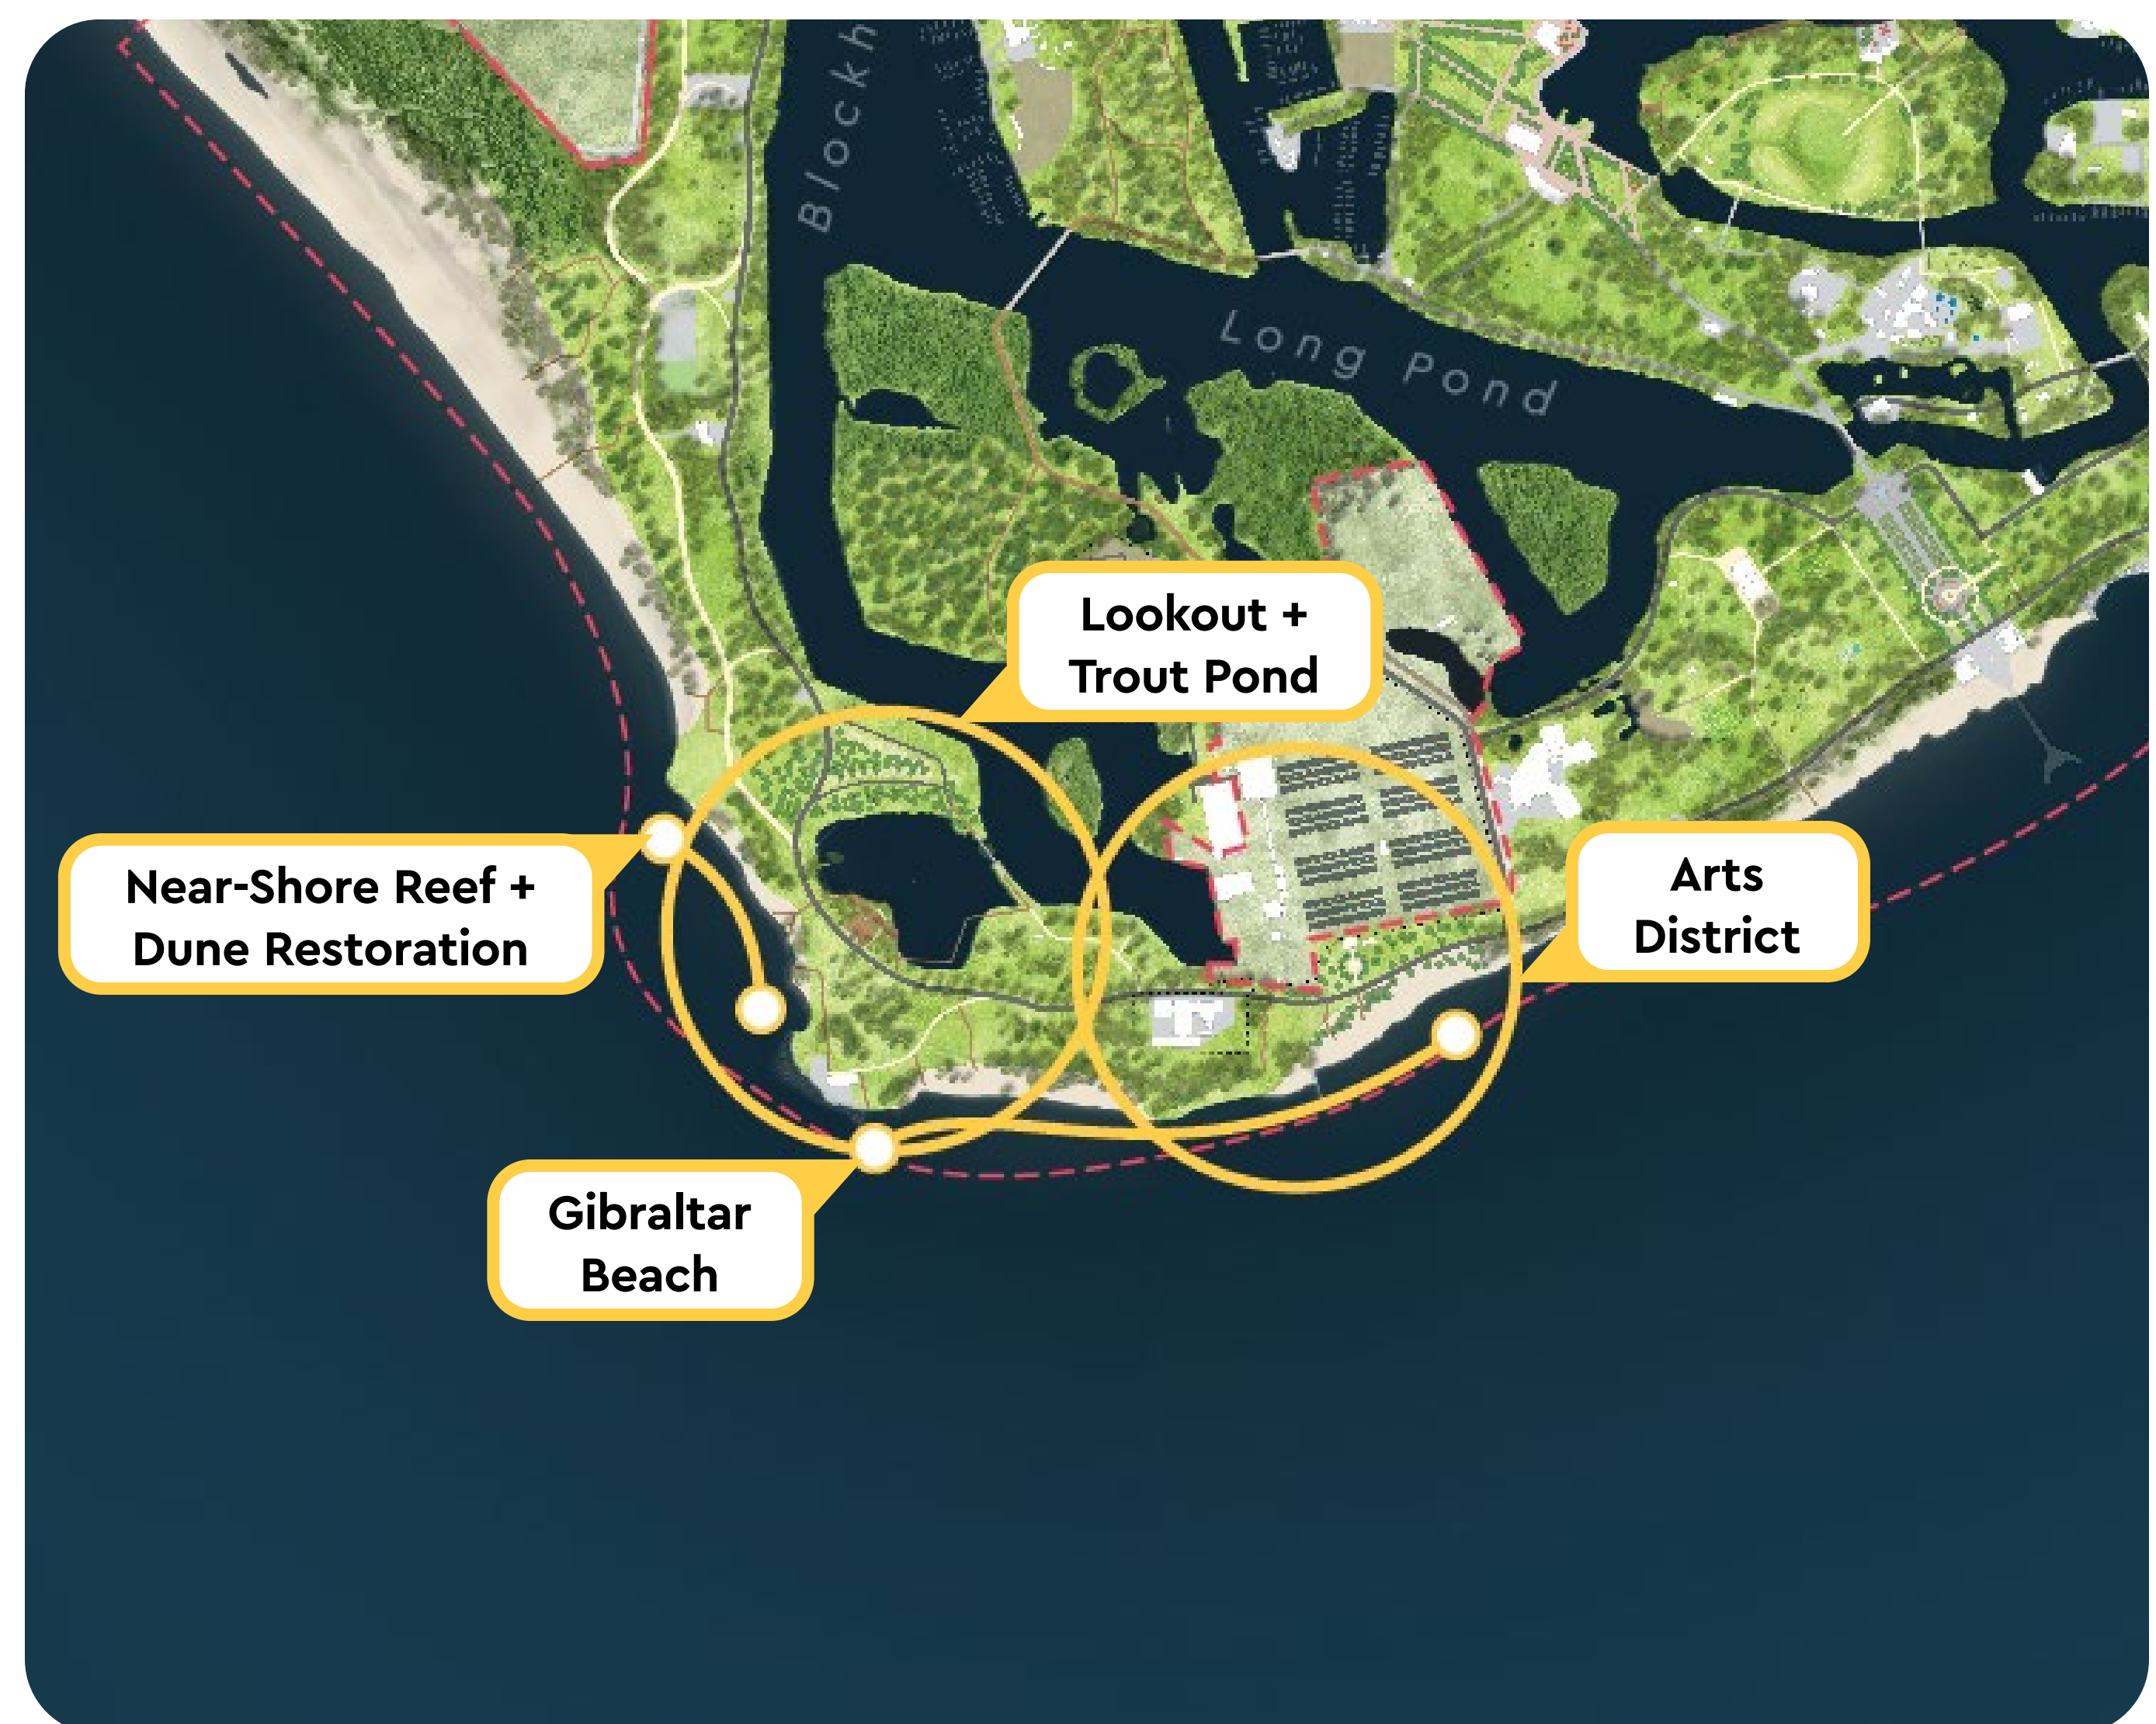 Blockh
Long Pond
Lookout +
Trout Pond
Near-Shore Reef +
Dune Restoration
Arts
District
Gibraltar
Beach